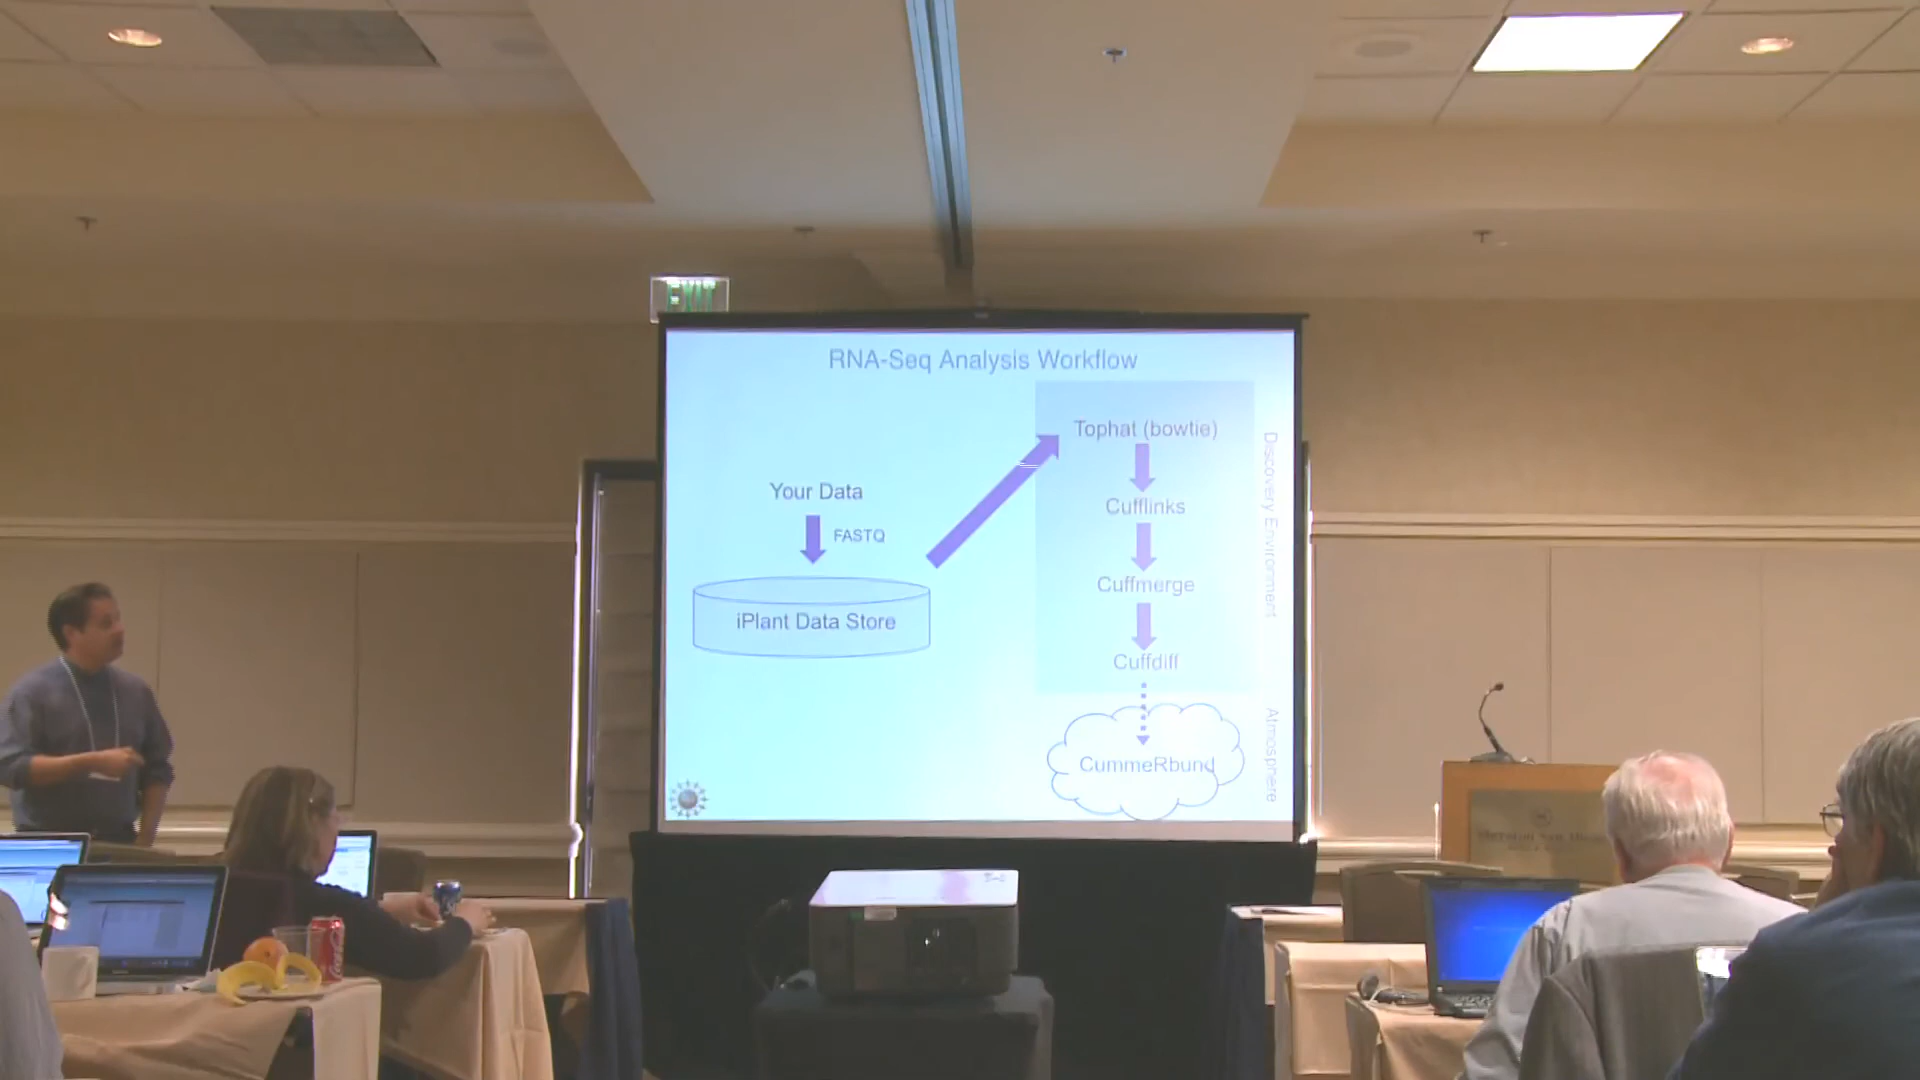 EXIT
RNA-Seq Analysis Workflow
Your Data
FASTQ
iPlant Data Store
Tophat (bowtie)
Cufflinks
Cuffmerge
Cuffdiff
CummeRbund
Discovery Environment
Atmosphere